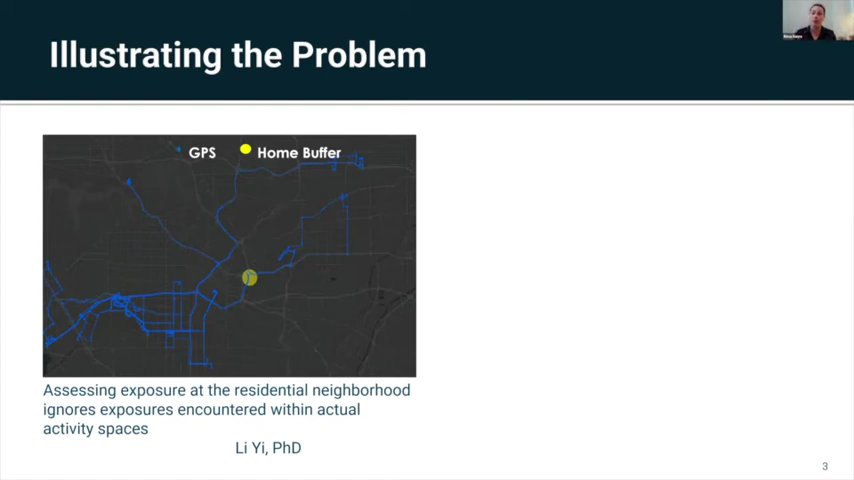 Illustrating the Problem
GPS
Home Buffer
Assessing exposure at the residential neighborhood
ignores exposures encountered within actual
activity spaces
Li Yi, PhD
3